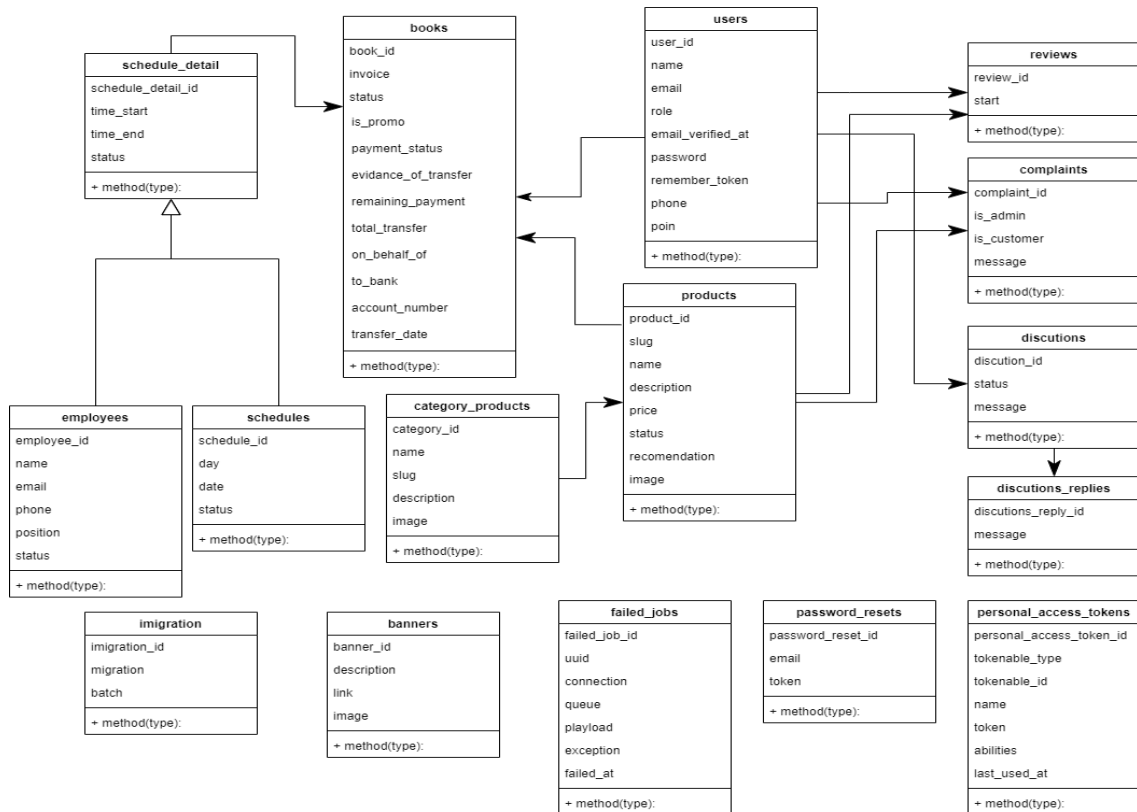 schedule_detail
schedule_detail_id
time_start
time_end
status
+ method(type):
books
book_id
invoice
status
is_promo
payment_status
evidence_of_transfer
remaining_payment
total_transfer
on_behalf_of
to_bank
account_number
transfer_date
+ method(type):
users
user_id
name
email
role
email_verified_at
password
remember_token
phone
poin
+ method(type):
reviews
review_id
start
+ method(type):
complaints
complaint_id
is_admin
is_customer
message
+ method(type):
products
product_id
slug
name
description
price
status
recomendation
image
+ method(type):
discutions
discution_id
status
message
+ method(type):
employees
employee_id
name
email
phone
position
status
+ method(type):
schedules
schedule_id
day
date
status
+ method(type):
category_products
category_id
name
slug
description
image
+ method(type):
discutions_replies
discutions_reply_id
message
+ method(type):
imigration
imigration_id
migration
batch
+ method(type):
banners
banner_id
description
link
image
+ method(type):
failed_jobs
failed_job_id
uuid
connection
queue
playload
exception
failed_at
+ method(type):
password_resets
password_reset_id
email
token
+ method(type):
personal_access_tokens
personal_access_token_id
tokenable_type
tokenable_id
name
token
abilities
last_used_at
+ method(type):